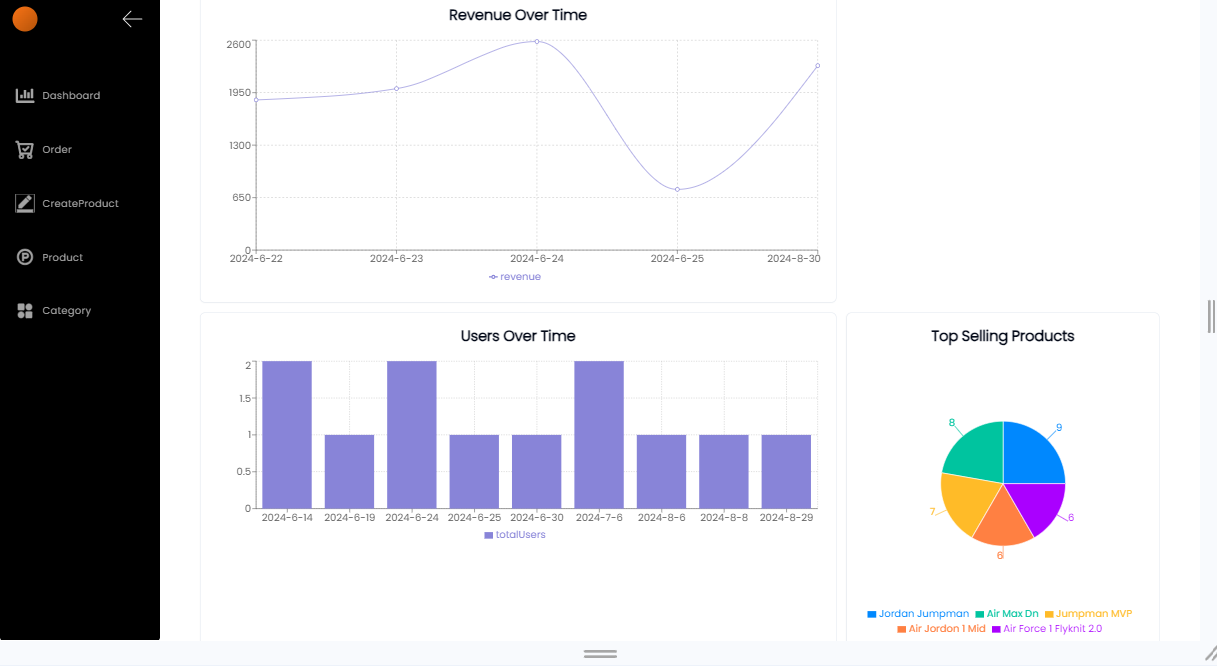 Dashboard
Order
CreateProduct
Product
Category
Revenue Over Time
2600
1950
1300
650
0
2024-6-22 2024-6-23 2024-6-24 2024-6-25 2024-8-30
revenue
Users Over Time
2
1.5
1
0.5
0
2024-6-14 2024-6-19 2024-6-24 2024-6-25 2024-6-30 2024-7-6 2024-8-6 2024-8-8 2024-8-29
totalUsers
Top Selling Products
8 9
7 6
6
Jordan Jumpman Air Max Dn Jumpman MVP
Air Jordon 1 Mid Air Force 1 Flyknit 2.0